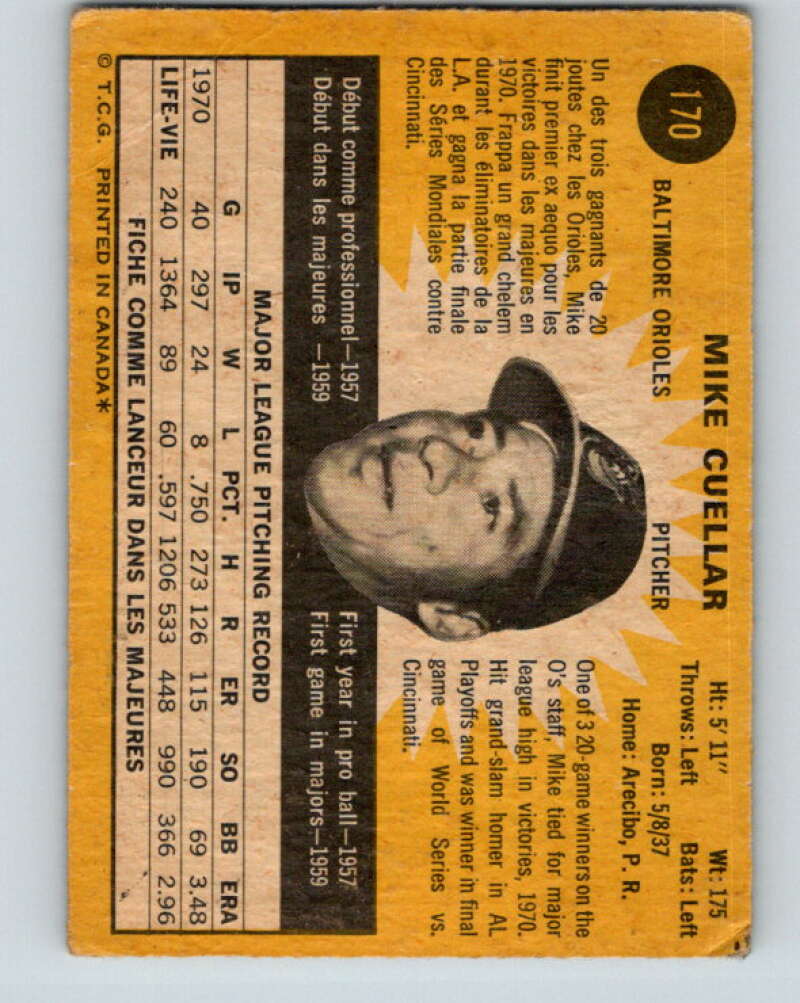 170
MIKE CUELLAR
Ht: 5' 11" Wt: 175
BALTIMORE ORIOLES PITCHER
Throws: Left Bats: Left
Born: 5/8/37
Home: Arecibo, P. R.
Un des trois gagnants de 20
joutes chez les Orioles, Mike
finit premier ex aequo pour les
victoires dans les majeures en
1970. Frappa un grand chelem
durant les éliminatoires de la
L.A. et gagna la partie finale
des Séries Mondiales contre
Cincinnati.
One of 3 20-game winners on the
O's staff, Mike tied for major
league high in victories, 1970.
Hit grand-slam homer in AL
Playoffs and was winner in final
game of World Series vs.
Cincinnati.
Début comme professionnel—1957
Début dans les majeures —1959
First year in pro ball—1957
First game in majors—1959
MAJOR LEAGUE PITCHING RECORD
G IP W L PCT. H R ER SO BB ERA
1970 40 297 24 8 .750 273 126 115 190 69 3.48
LIFE-VIE 240 1364 89 60 .597 1206 533 448 990 366 2.96
FICHE COMME LANCEUR DANS LES MAJEURES
© T.C.G. PRINTED IN CANADA*